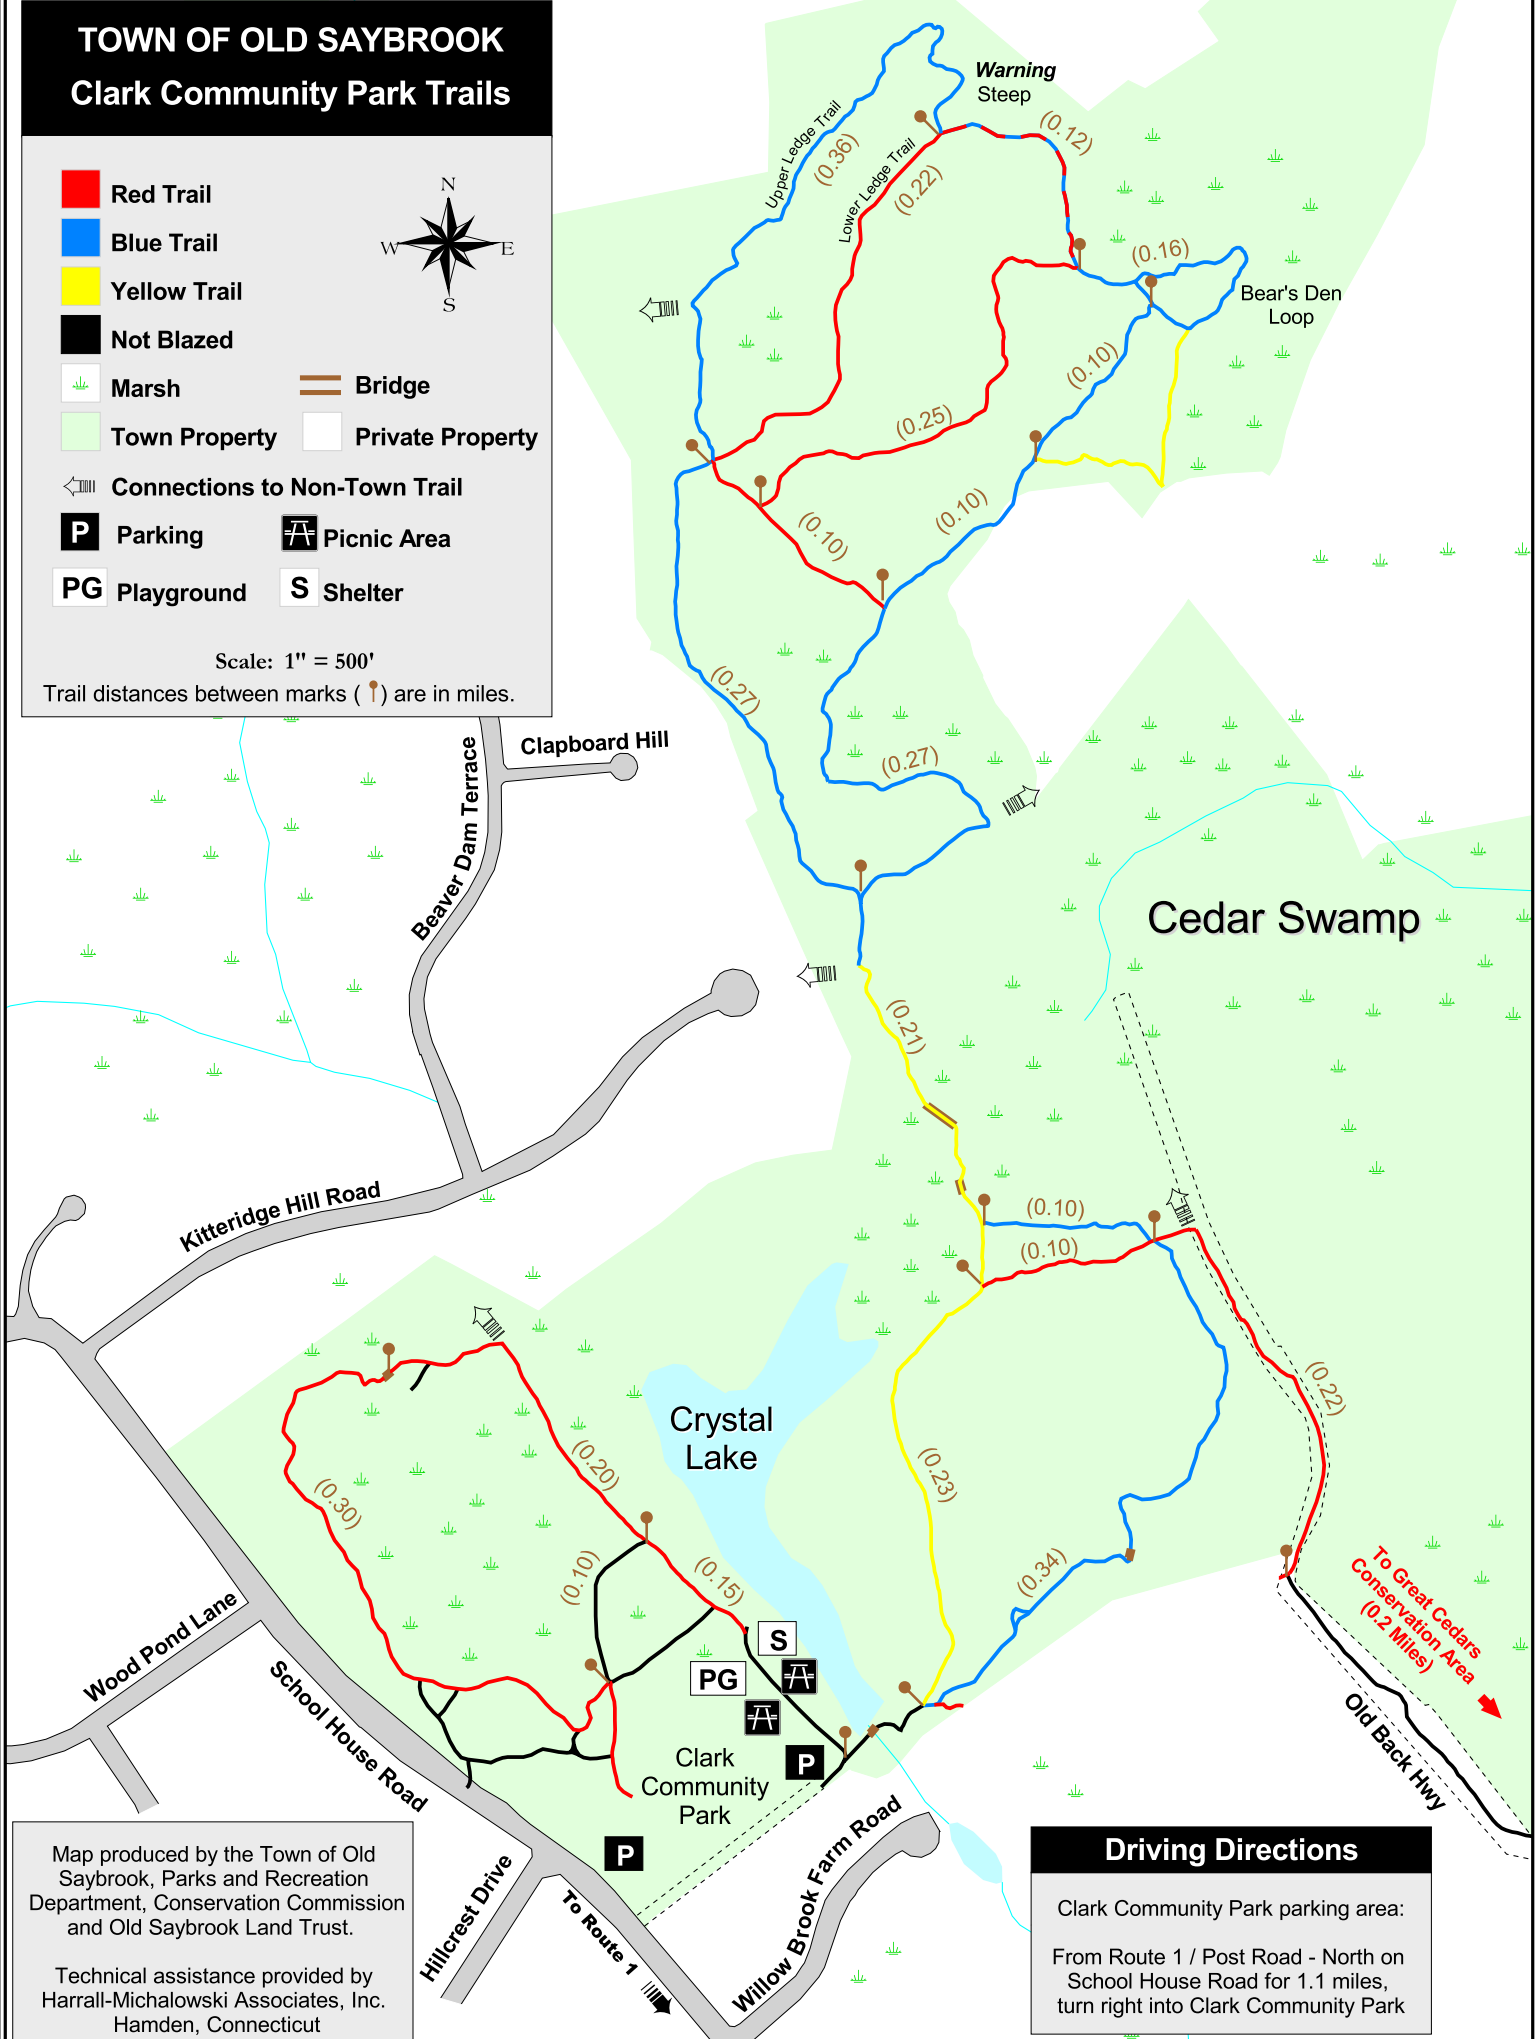 TOWN OF OLD SAYBROOK
Clark Community Park Trails
Red Trail
Blue Trail
Yellow Trail
Not Blazed
Marsh
Bridge
Town Property
Private Property
Connections to Non-Town Trail
P Parking
Picnic Area
PG Playground
S Shelter
N
W E
S
Scale: 1" = 500'
Trail distances between marks ( ) are in miles.
Warning
Steep
(0.12)
Upper Ledge Trail
(0.36)
Lower Ledge Trail
(0.22)
(0.16)
Bear's Den
Loop
(0.10)
(0.25)
(0.10)
(0.10)
(0.27)
(0.27)
Clapboard Hill
Beaver Dam Terrace
Cedar Swamp
(0.21)
Kitteridge Hill Road
(0.10)
(0.10)
(0.22)
Crystal
Lake
(0.20)
(0.23)
(0.30)
(0.10)
(0.15)
(0.34)
To Great Cedars
Conservation Area
(0.2 Miles)
Wood Pond Lane
School House Road
S
PG
Clark
Community
Park
P
Old Back Hwy
P
Willow Brook Farm Road
Hillcrest Drive
To Route 1
Map produced by the Town of Old
Saybrook, Parks and Recreation
Department, Conservation Commission
and Old Saybrook Land Trust.
Technical assistance provided by
Harrall-Michalowski Associates, Inc.
Hamden, Connecticut
Driving Directions
Clark Community Park parking area:
From Route 1 / Post Road - North on
School House Road for 1.1 miles,
turn right into Clark Community Park